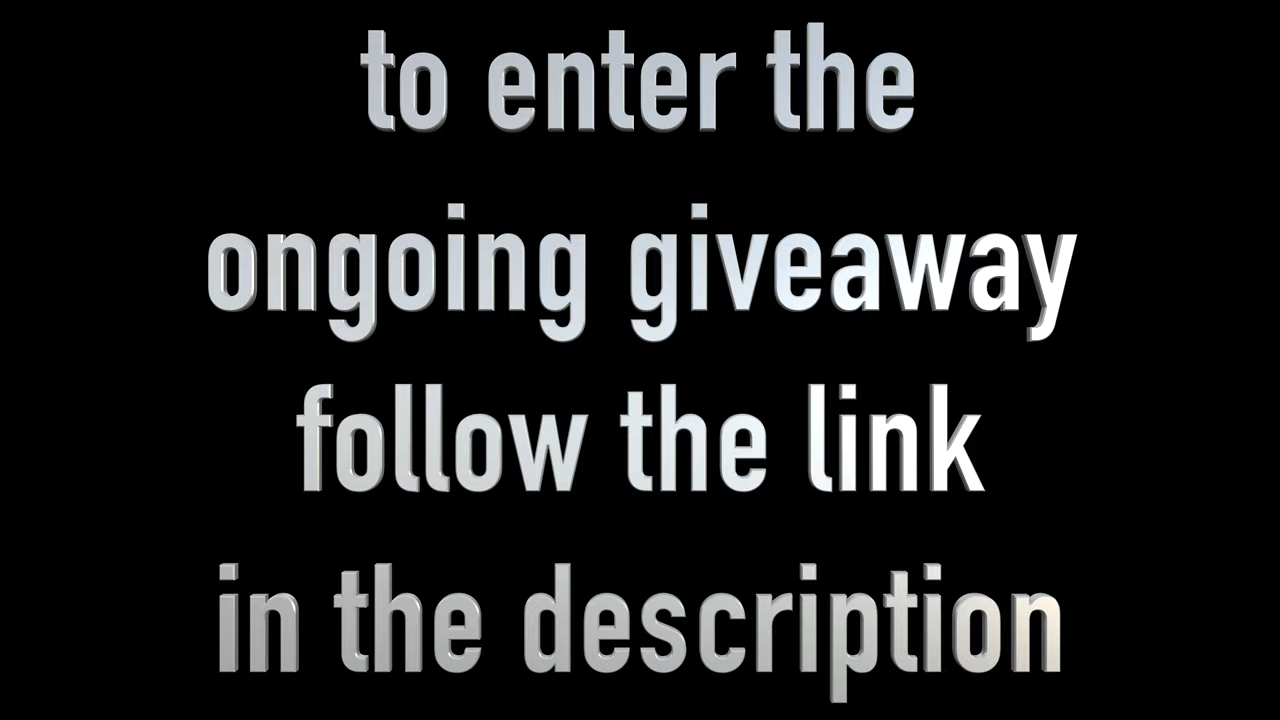 to enter the
ongoing giveaway
follow the link
in the description